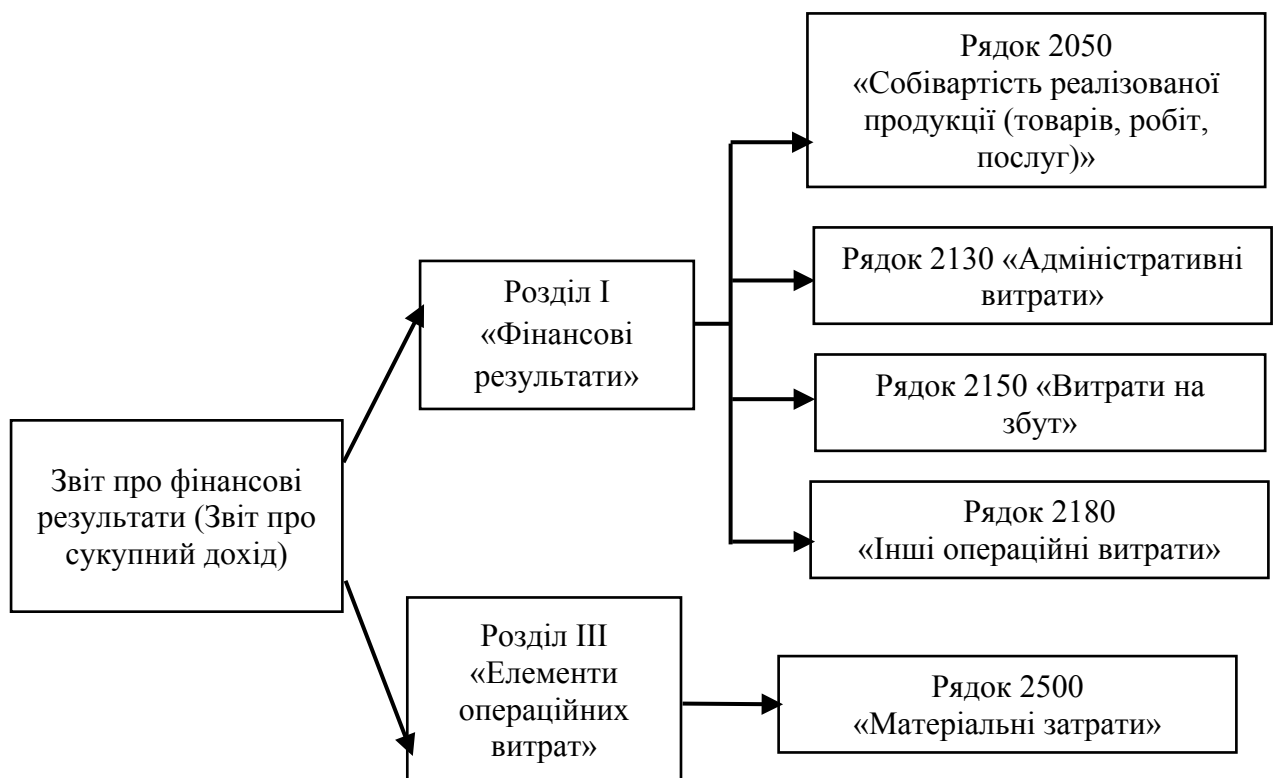 Рядок 2050
«Собівартість реалізованої
продукції (товарів, робіт,
послуг)»
Рядок 2130 «Адміністративні
витрати»
Розділ I
«Фінансові
результати»
Рядок 2150 «Витрати на
збут»
Звіт про фінансові
результати (Звіт про
сукупний дохід)
Рядок 2180
«Інші операційні витрати»
Розділ III
«Елементи
операційних
витрат»
Рядок 2500
«Матеріальні затрати»